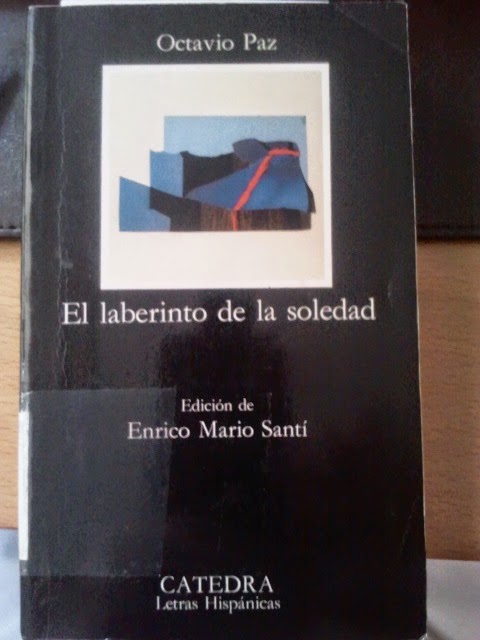 Octavio Paz
El laberinto de la soledad
Edición de
Enrico Mario Santí
CATEDRA
Letras Hispánicas